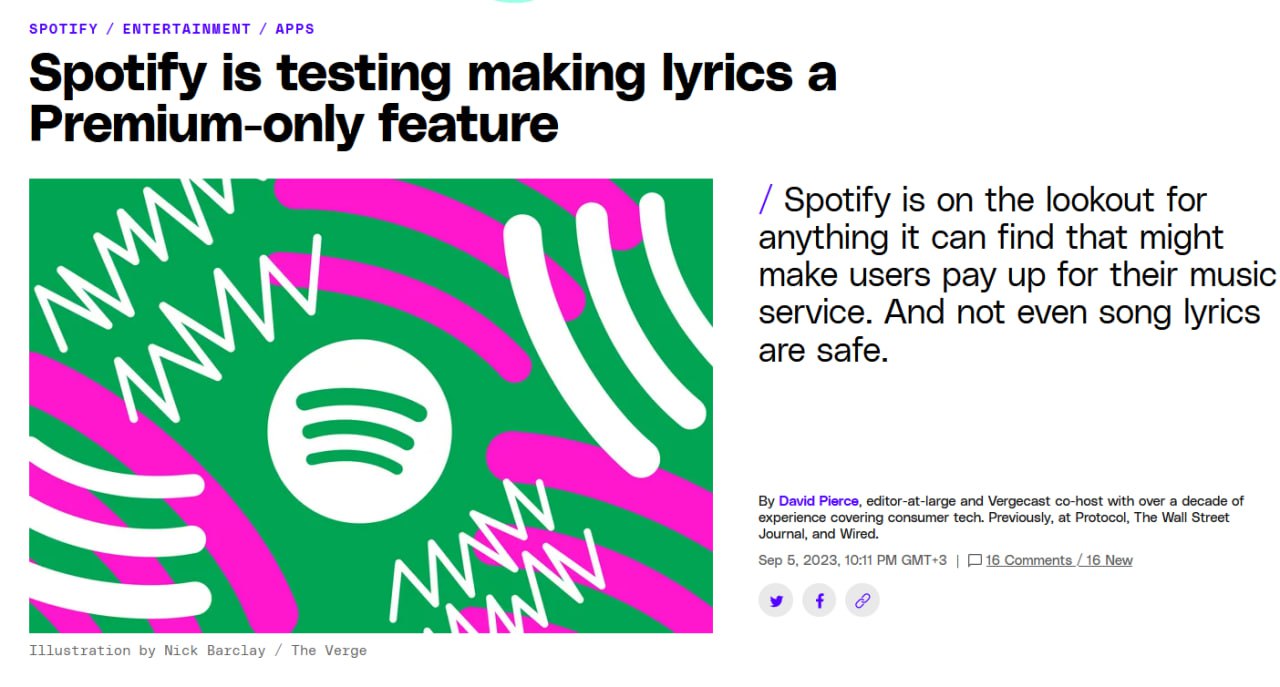 SPOTIFY / ENTERTAINMENT / APPS
Spotify is testing making lyrics a
Premium-only feature
/ Spotify is on the lookout for
anything it can find that might
make users pay up for their music
service. And not even song lyrics
are safe.
By David Pierce, editor-at-large and Vergecast co-host with over a decade of
experience covering consumer tech. Previously, at Protocol, The Wall Street
Journal, and Wired.
Sep 5, 2023, 10:11 PM GMT+3 | 16 Comments / 16 New
Illustration by Nick Barclay / The Verge